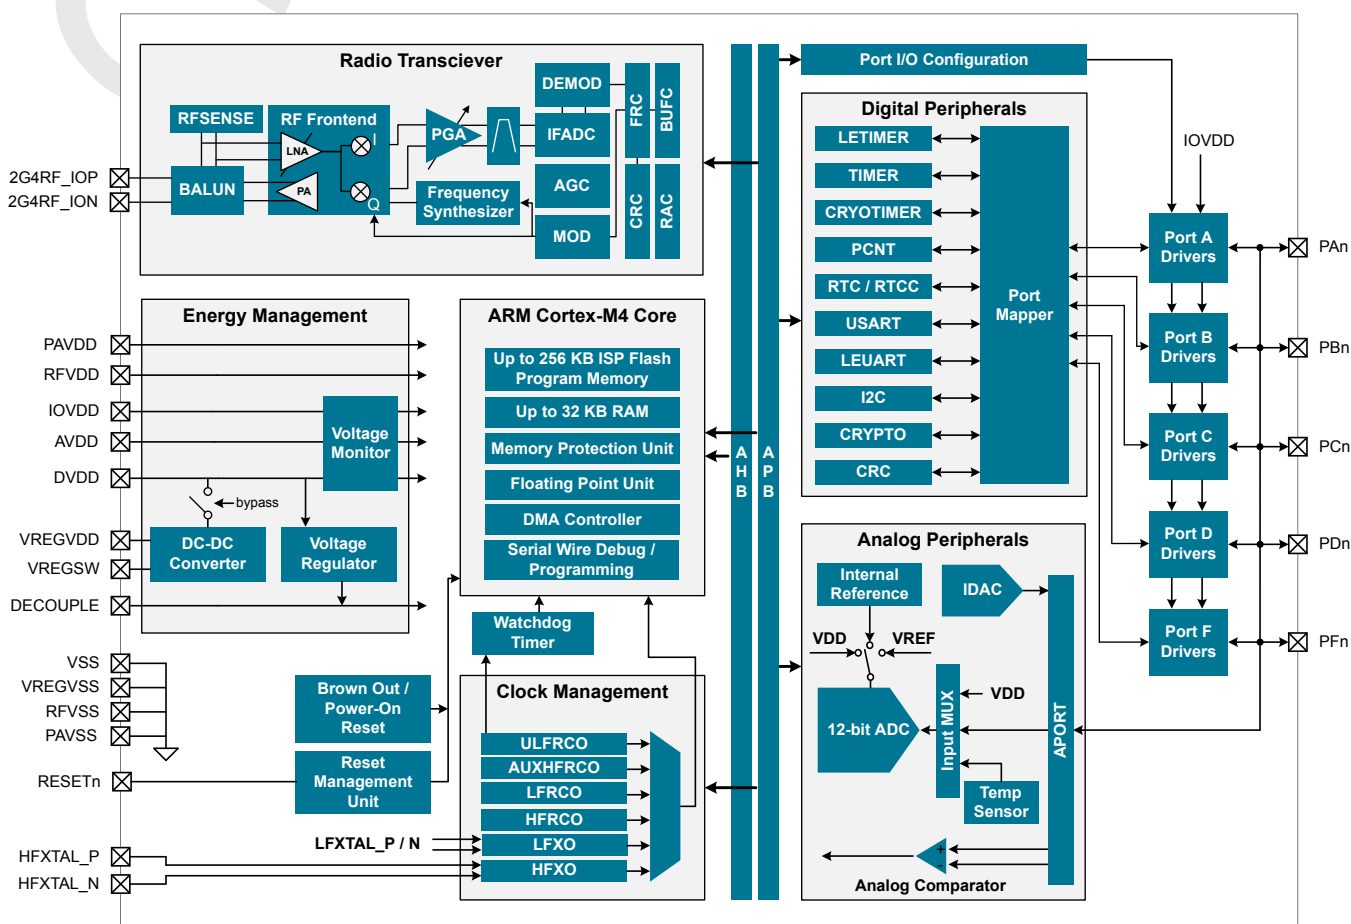 Radio Transciever
RFSENSE
RF Frontend
LNA
I
PA
Q
BALUN
PGA
DEMOD
IFADC
AGC
MOD
Frequency
Synthesizer
FRC
BUFC
CRC
RAC
2G4RF_IOP
2G4RF_ION
Energy Management
PAVDD
RFVDD
IOVDD
AVDD
DVDD
Voltage
Monitor
bypass
VREGVDD
VREGSW
DC-DC
Converter
Voltage
Regulator
DECOUPLE
VSS
VREGVSS
RFVSS
PAVSS
RESETn
Brown Out /
Power-On
Reset
Reset
Management
Unit
HFXTAL_P
HFXTAL_N
ARM Cortex-M4 Core
Up to 256 KB ISP Flash
Program Memory
Up to 32 KB RAM
Memory Protection Unit
Floating Point Unit
DMA Controller
Serial Wire Debug /
Programming
Watchdog
Timer
Clock Management
ULFRCO
AUXHFRCO
LFRCO
HFRCO
LFXO
HFXO
LFXTAL_P / N
AHB
APB
Port I/O Configuration
Digital Peripherals
LETIMER
TIMER
CRYOTIMER
PCNT
RTC / RTCC
USART
LEUART
I2C
CRYPTO
CRC
Port
Mapper
IOVDD
Port A
Drivers
Port B
Drivers
Port C
Drivers
Port D
Drivers
Port F
Drivers
PAn
PBn
PCn
PDn
PFn
Analog Peripherals
Internal
Reference
IDAC
VDD
VREF
12-bit ADC
Input MUX
VDD
Temp
Sensor
APORT
+
-
Analog Comparator